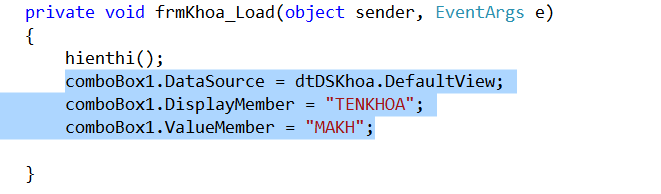 private void frmKhoa_Load(object sender, EventArgs e)
{
hienthi();
comboBox1.DataSource = dtDSKhoa.DefaultView;
comboBox1.DisplayMember = "TENKHOA";
comboBox1.ValueMember = "MAKH";
}